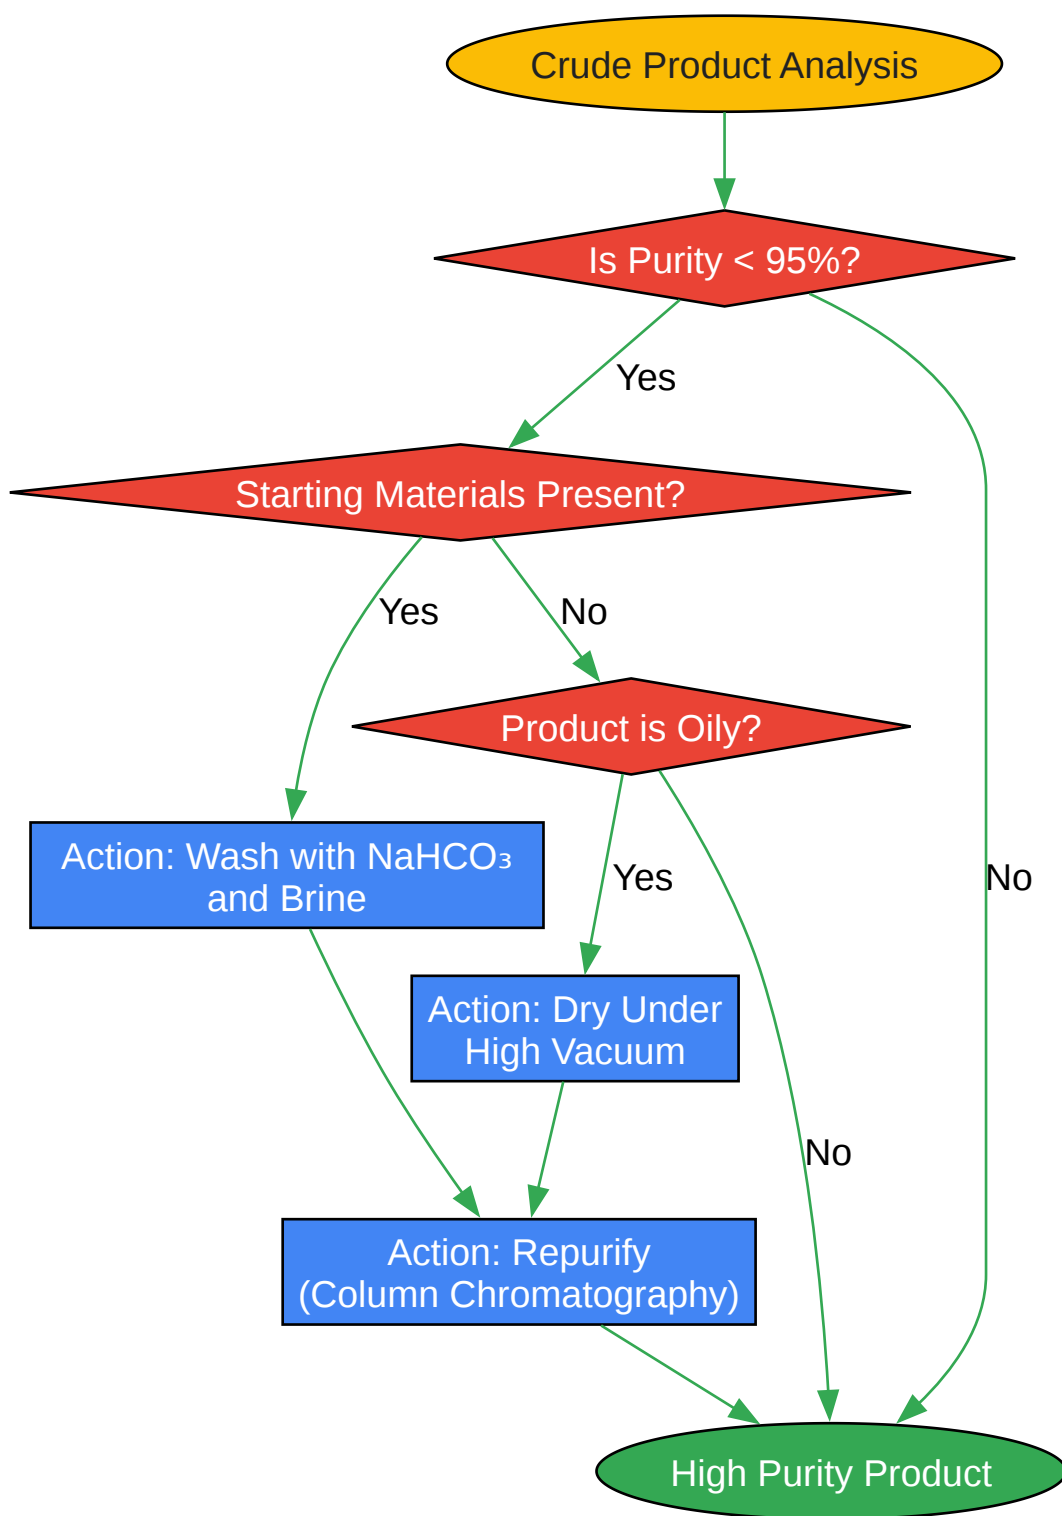 Crude Product Analysis
Is Purity < 95%?
Yes
Starting Materials Present?
Yes
No
Product is Oily?
Action: Wash with NaHCO₃
and Brine
Yes
No
Action: Dry Under
High Vacuum
No
Action: Repurify
(Column Chromatography)
High Purity Product